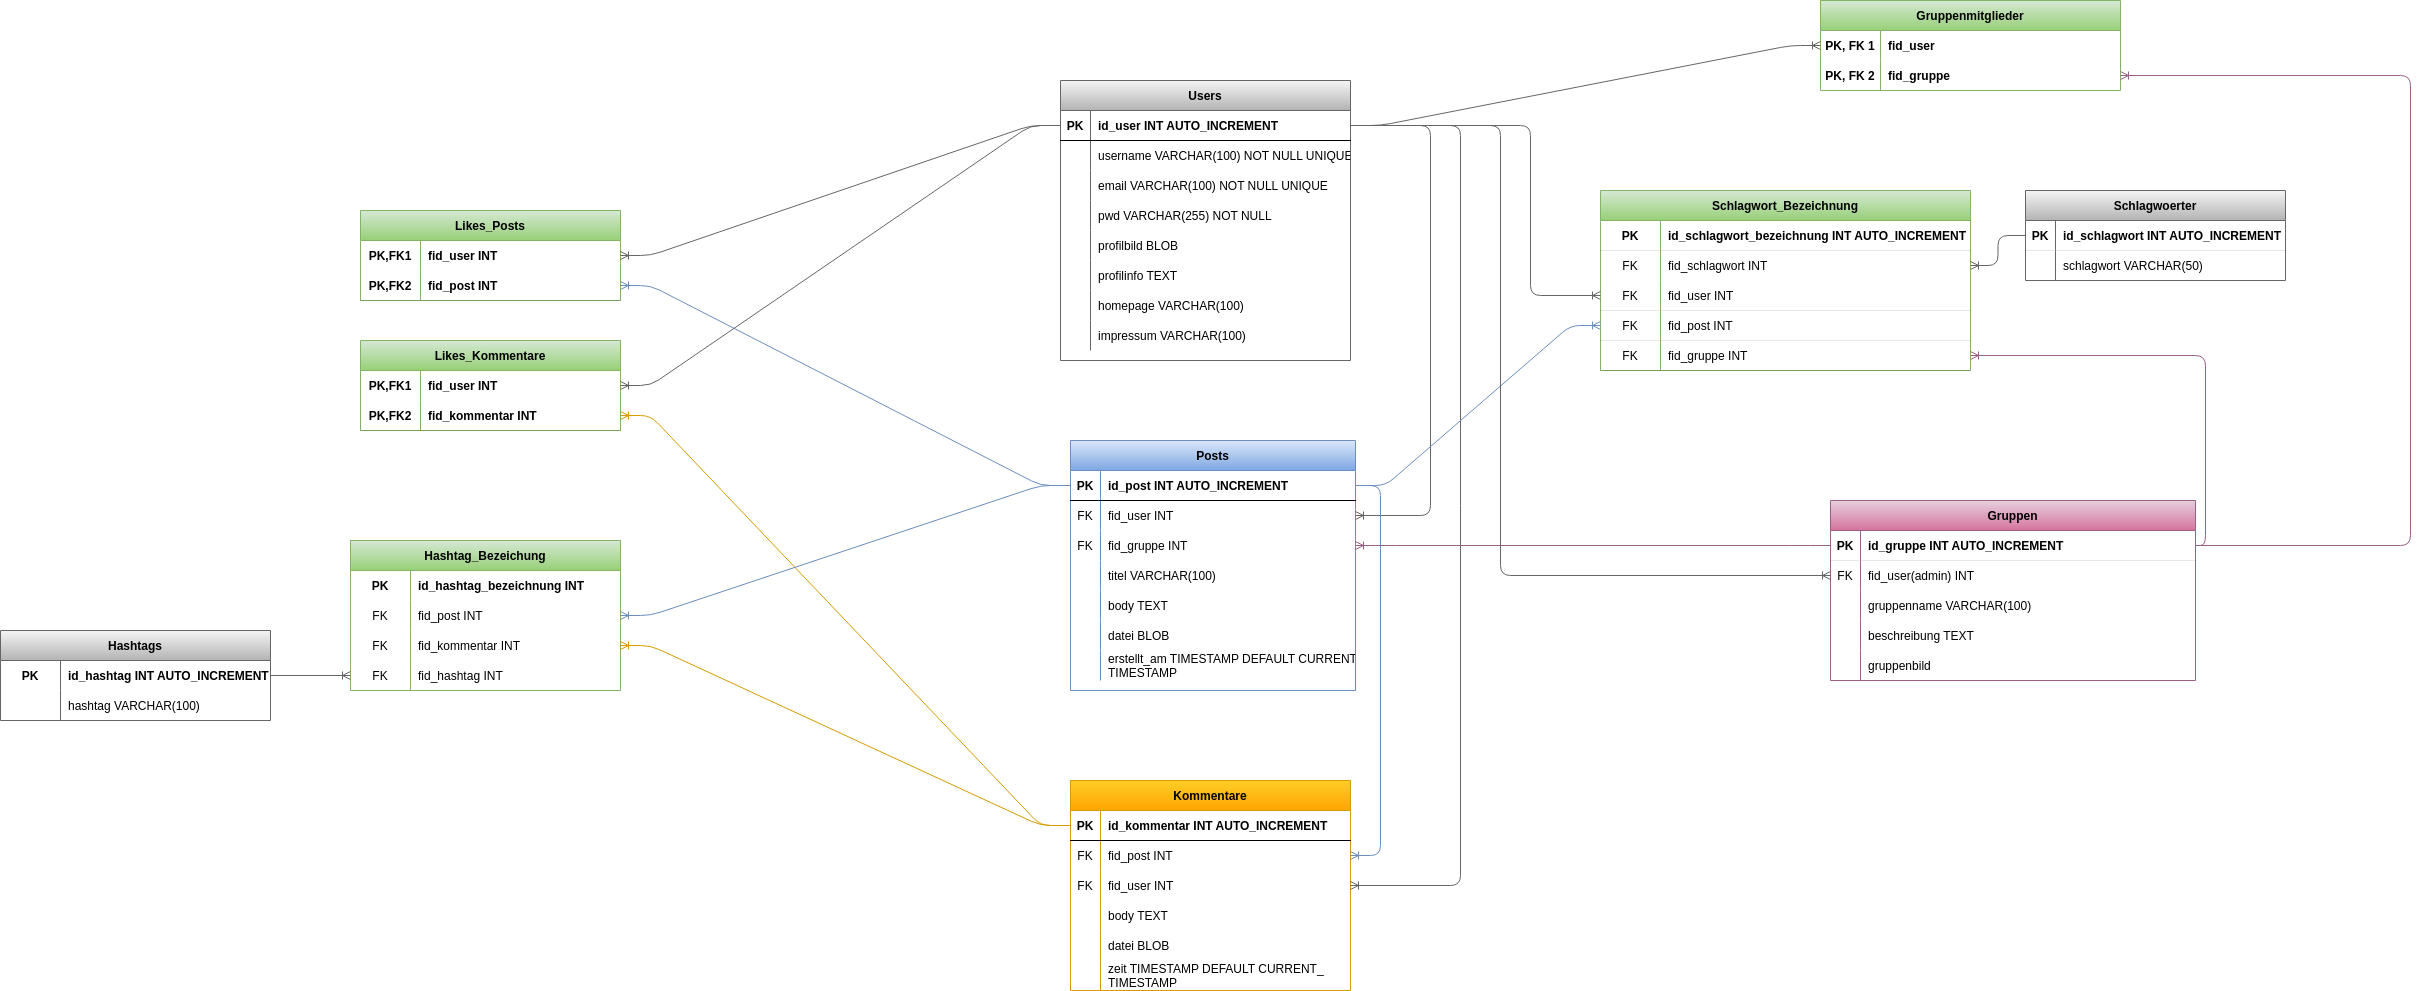 Gruppenmitglieder
PK, FK 1 fid_user
PK, FK 2 fid_gruppe
Users
PK id_user INT AUTO_INCREMENT
username VARCHAR(100) NOT NULL UNIQUE
email VARCHAR(100) NOT NULL UNIQUE
pwd VARCHAR(255) NOT NULL
profilbild BLOB
profilinfo TEXT
homepage VARCHAR(100)
impressum VARCHAR(100)
Schlagwort_Bezeichnung
PK id_schlagwort_bezeichnung INT AUTO_INCREMENT
FK fid_schlagwort INT
FK fid_user INT
FK fid_post INT
FK fid_gruppe INT
Schlagwoerter
PK id_schlagwort INT AUTO_INCREMENT
schlagwort VARCHAR(50)
Likes_Posts
PK,FK1 fid_user INT
PK,FK2 fid_post INT
Likes_Kommentare
PK,FK1 fid_user INT
PK,FK2 fid_kommentar INT
Posts
PK id_post INT AUTO_INCREMENT
FK fid_user INT
FK fid_gruppe INT
titel VARCHAR(100)
body TEXT
datei BLOB
erstellt_am TIMESTAMP DEFAULT CURRENT
TIMESTAMP
Gruppen
PK id_gruppe INT AUTO_INCREMENT
FK fid_user(admin) INT
gruppenname VARCHAR(100)
beschreibung TEXT
gruppenbild
Hashtag_Bezeichung
PK id_hashtag_bezeichnung INT
FK fid_post INT
FK fid_kommentar INT
FK fid_hashtag INT
Hashtags
PK id_hashtag INT AUTO_INCREMENT
hashtag VARCHAR(100)
Kommentare
PK id_kommentar INT AUTO_INCREMENT
FK fid_post INT
FK fid_user INT
body TEXT
datei BLOB
zeit TIMESTAMP DEFAULT CURRENT_
TIMESTAMP